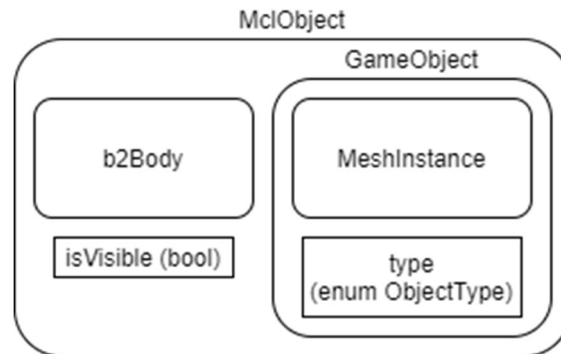 MclObject
GameObject
b2Body
MeshInstance
isVisible (bool)
type
(enum ObjectType)